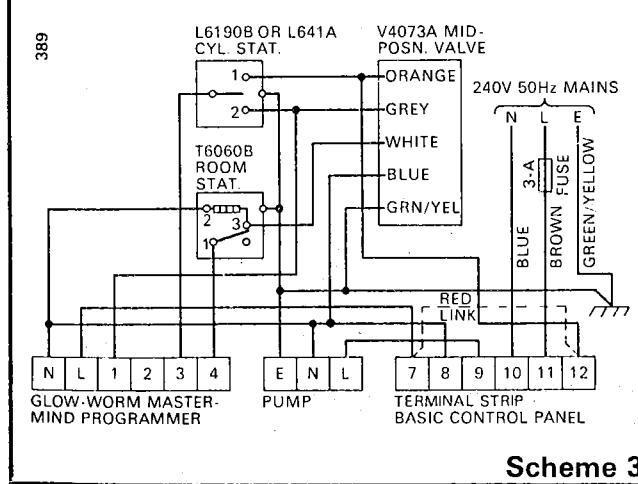 389
L6190B OR L641A
CYL. STAT.
V4073A MID-
POSN. VALVE
240V 50Hz MAINS
N L E
1
2
ORANGE
GREY
WHITE
BLUE
GRN/YEL
T6060B
ROOM
STAT.
2
3
1
3-A
FUSE
BLUE
BROWN
GREEN/YELLOW
RED
LINK
N L 1 2 3 4
E N L
7 8 9 10 11 12
GLOW-WORM MASTER-
MIND PROGRAMMER
PUMP
TERMINAL STRIP
BASIC CONTROL PANEL
Scheme 3